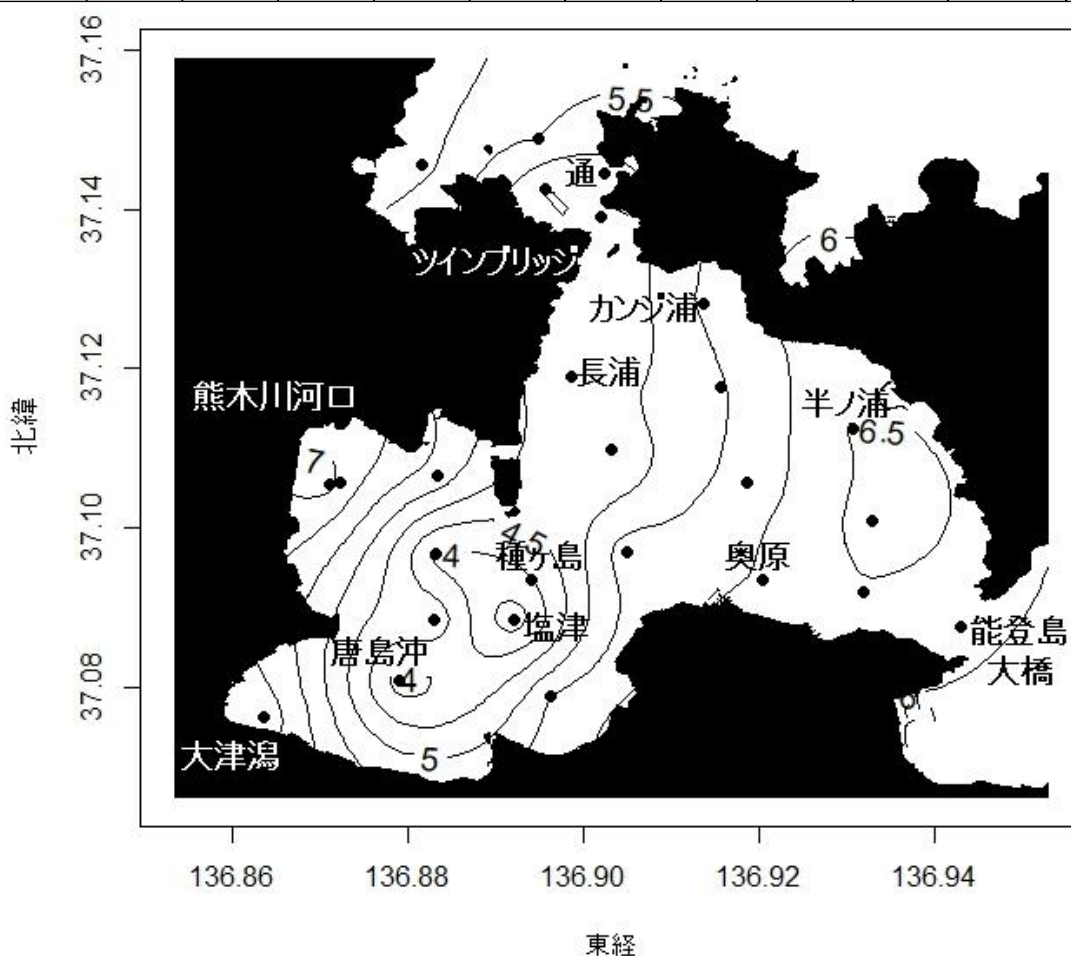 37.16
5.5
通
37.14
6
ツインブリッジ
カンジ浦
37.12
長浦
熊木川河口
半ノ浦
6.5
北緯
7
37.10
4.5
4
種ヶ島
奥原
塩津
能登島
大橋
唐島沖
37.08
4
6
大津潟
5
136.86
136.88
136.90
136.92
136.94
東経